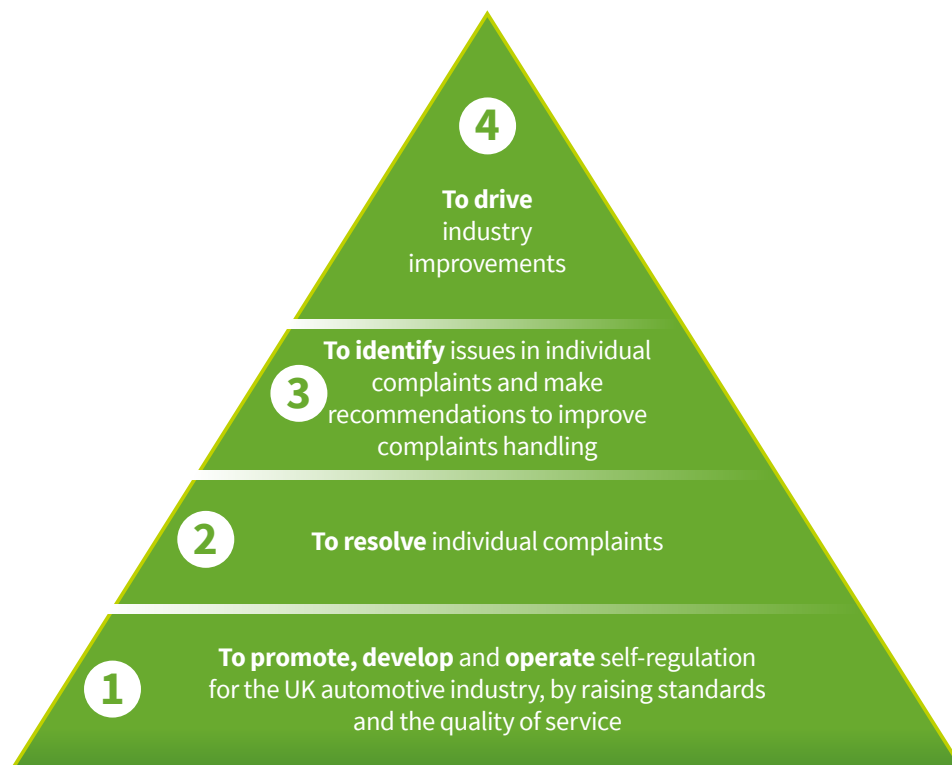 4
To drive
industry
improvements
3
To identify issues in individual
complaints and make
recommendations to improve
complaints handling
2
To resolve individual complaints
1
To promote, develop and operate self-regulation
for the UK automotive industry, by raising standards
and the quality of service